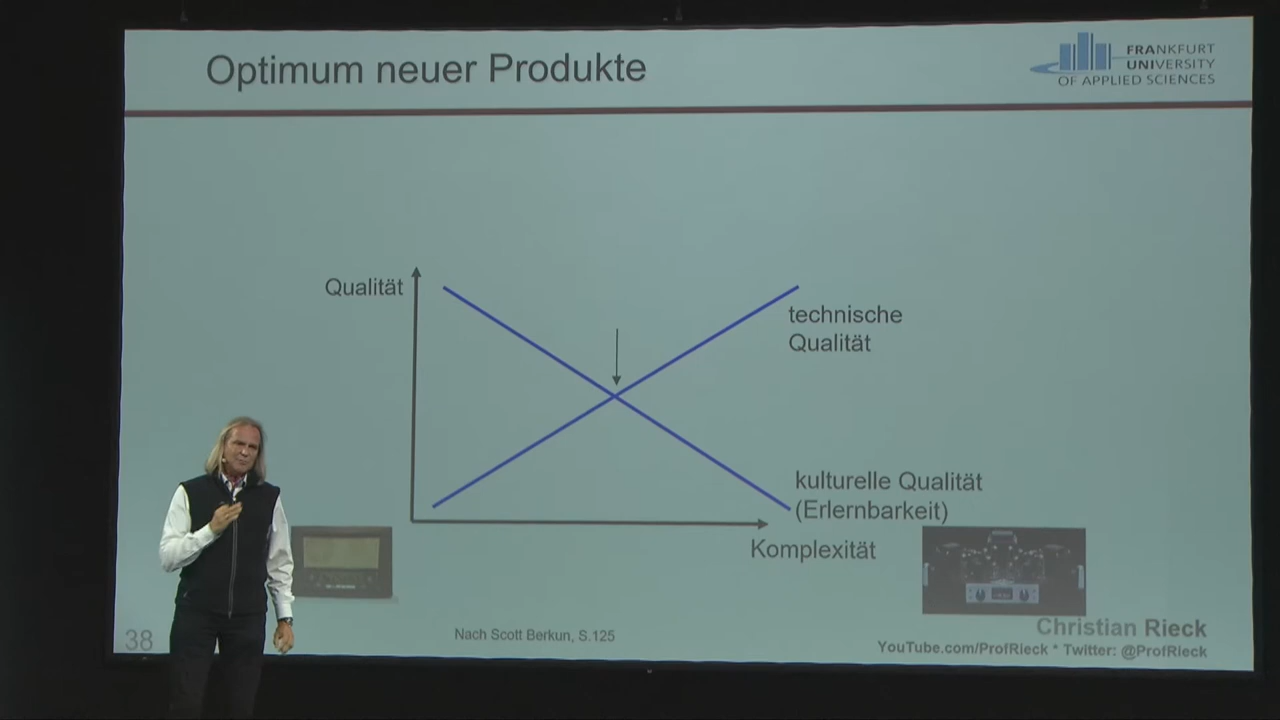 Optimum neuer Produkte
FRANKFURT
UNIVERSITY
OF APPLIED SCIENCES
Qualität
technische
Qualität
kulturelle Qualität
(Erlernbarkeit)
Komplexität
38
Nach Scott Berkun, S.125
Christian Rieck
YouTube.com/ProfRieck * Twitter: @ProfRieck